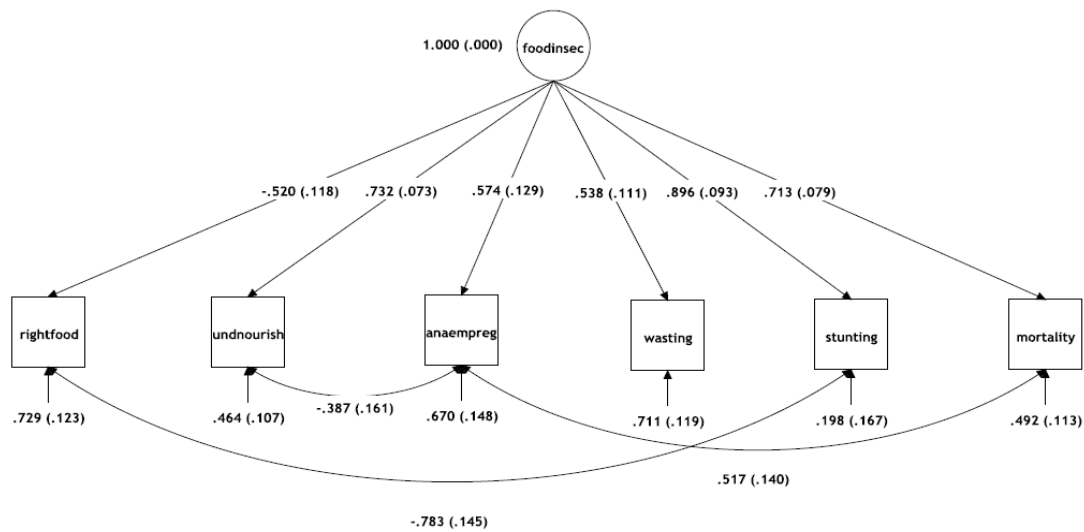 1.000 (.000)
foodinsec
-.520 (.118)
.732 (.073)
.574 (.129)
.538 (.111)
.896 (.093)
.713 (.079)
rightfood
undnourish
anaempreg
wasting
stunting
mortality
.729 (.123)
.464 (.107)
-.387 (.161)
.670 (.148)
.711 (.119)
.198 (.167)
.492 (.113)
.517 (.140)
-.783 (.145)